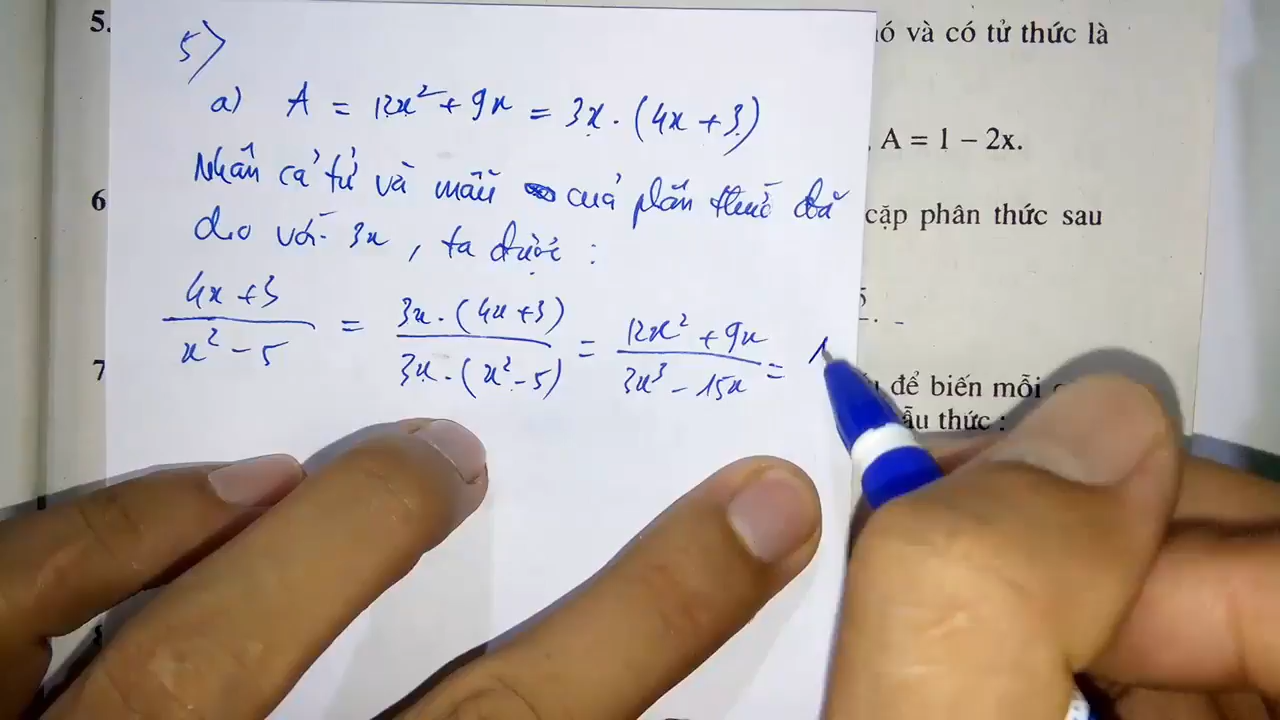 5.
5>
a) A = 12x² + 9x = 3x . (4x + 3)
Nhân cả tử và mẫu của phân thức đã
cho với 3x , ta được :
4x + 3 / x² - 5 = 3x . (4x + 3) / 3x . (x² - 5) = 12x² + 9x / 3x³ - 15x =
6
7
ó và có tử thức là
, A = 1 – 2x.
cặp phân thức sau
5
để biến mỗi
ẫu thức :